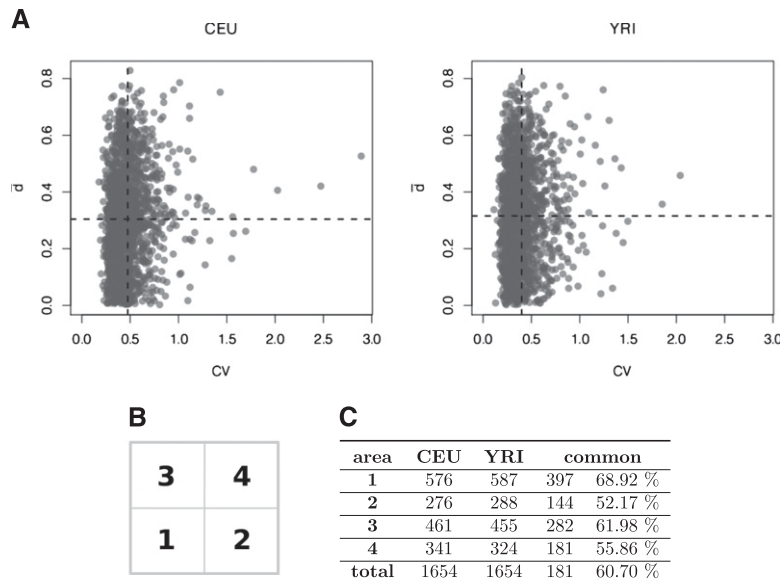 A
CEU
YRI
0.8
0.6
0.4
0.2
0.0
d̄
0.0 0.5 1.0 1.5 2.0 2.5 3.0
CV
0.8
0.6
0.4
0.2
0.0
d̄
0.0 0.5 1.0 1.5 2.0 2.5 3.0
CV
B
3 4
1 2
C
area CEU YRI common
1 576 587 397 68.92 %
2 276 288 144 52.17 %
3 461 455 282 61.98 %
4 341 324 181 55.86 %
total 1654 1654 181 60.70 %